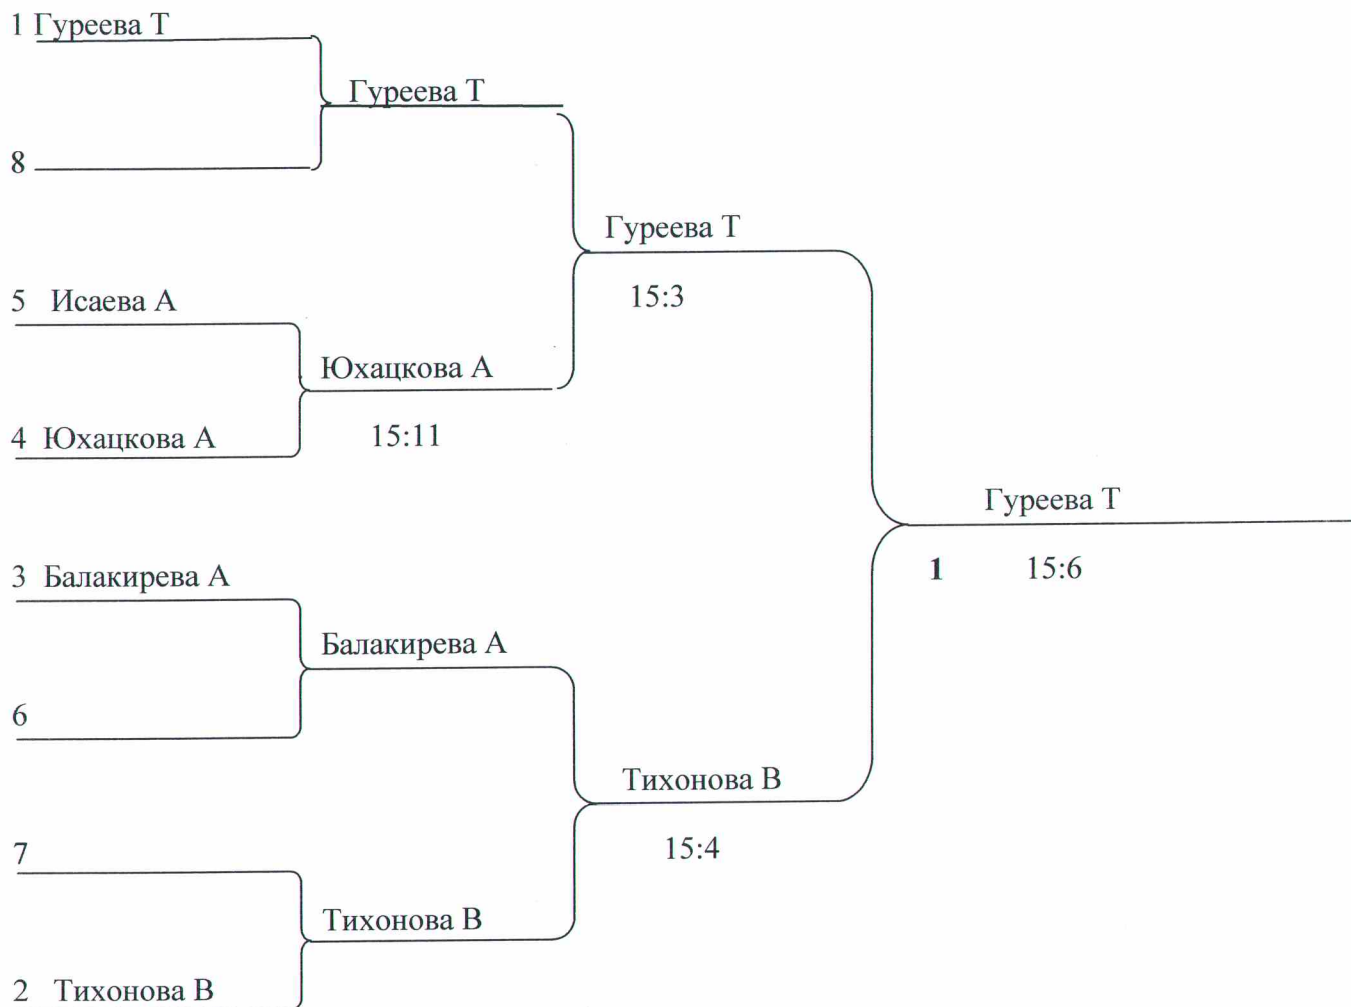 1 Гуреева Т
Гуреева Т
8
Гуреева Т
15:3
5 Исаева А
Юхацкова А
15:11
4 Юхацкова А
Гуреева Т
1 15:6
3 Балакирева А
Балакирева А
6
Тихонова В
15:4
7
Тихонова В
2 Тихонова В